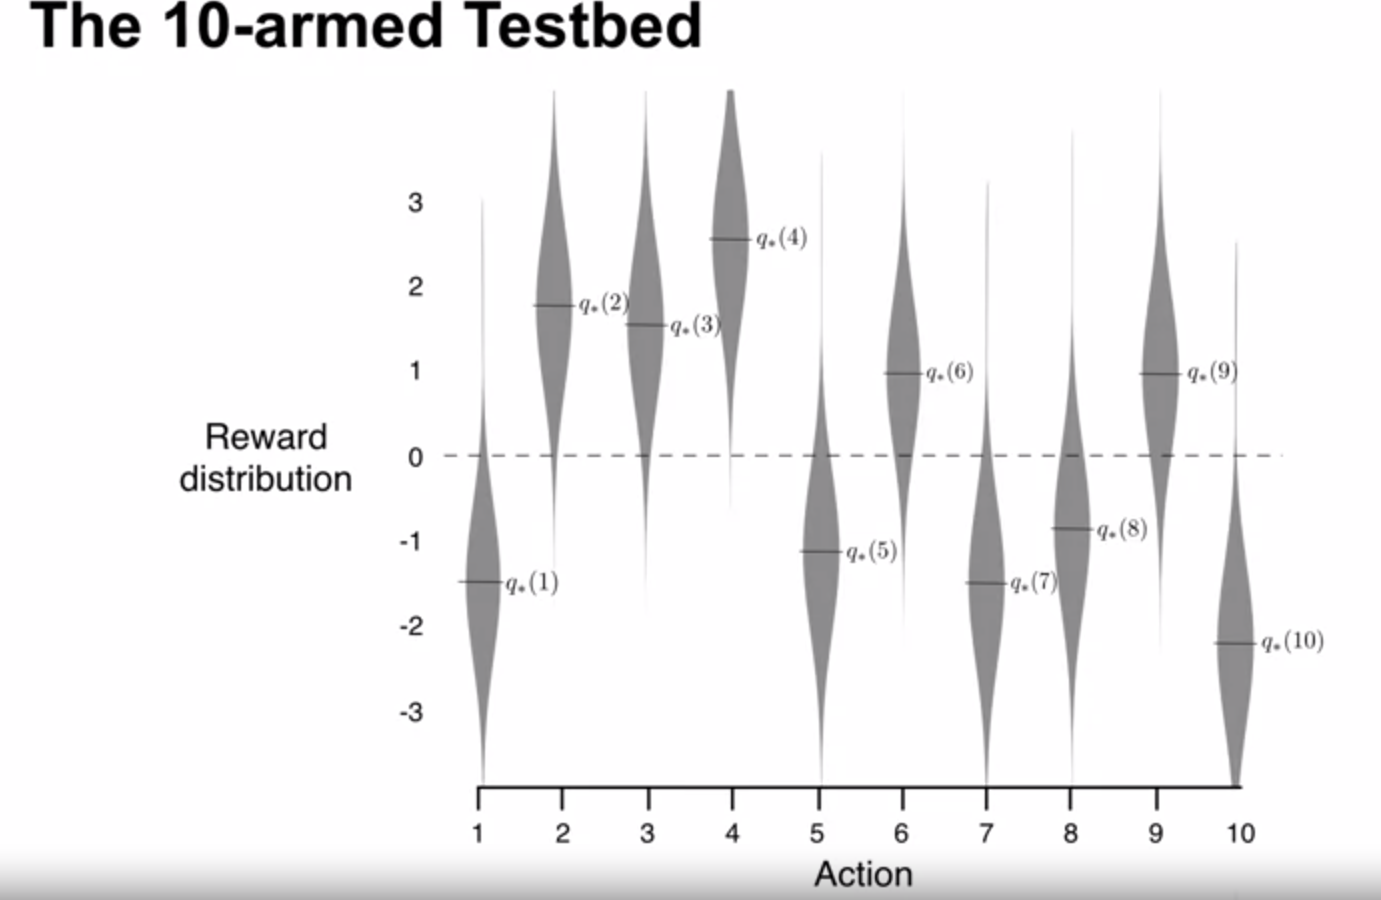 The 10-armed Testbed
3
2
1
0
-1
-2
-3
Reward
distribution
q*(1)
q*(2)
q*(3)
q*(4)
q*(5)
q*(6)
q*(7)
q*(8)
q*(9)
q*(10)
1 2 3 4 5 6 7 8 9 10
Action